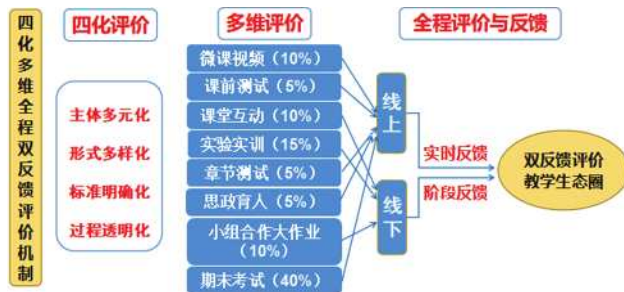 四化多维全程双反馈评价机制
四化评价
多维评价
全程评价与反馈
主体多元化
形式多样化
标准明确化
过程透明化
微课视频（10%）
课前测试（5%）
课堂互动（10%）
实验实训（15%）
章节测试（5%）
思政育人（5%）
小组合作大作业
（10%）
期末考试（40%）
线上
线下
实时反馈
阶段反馈
双反馈评价
教学生态圈